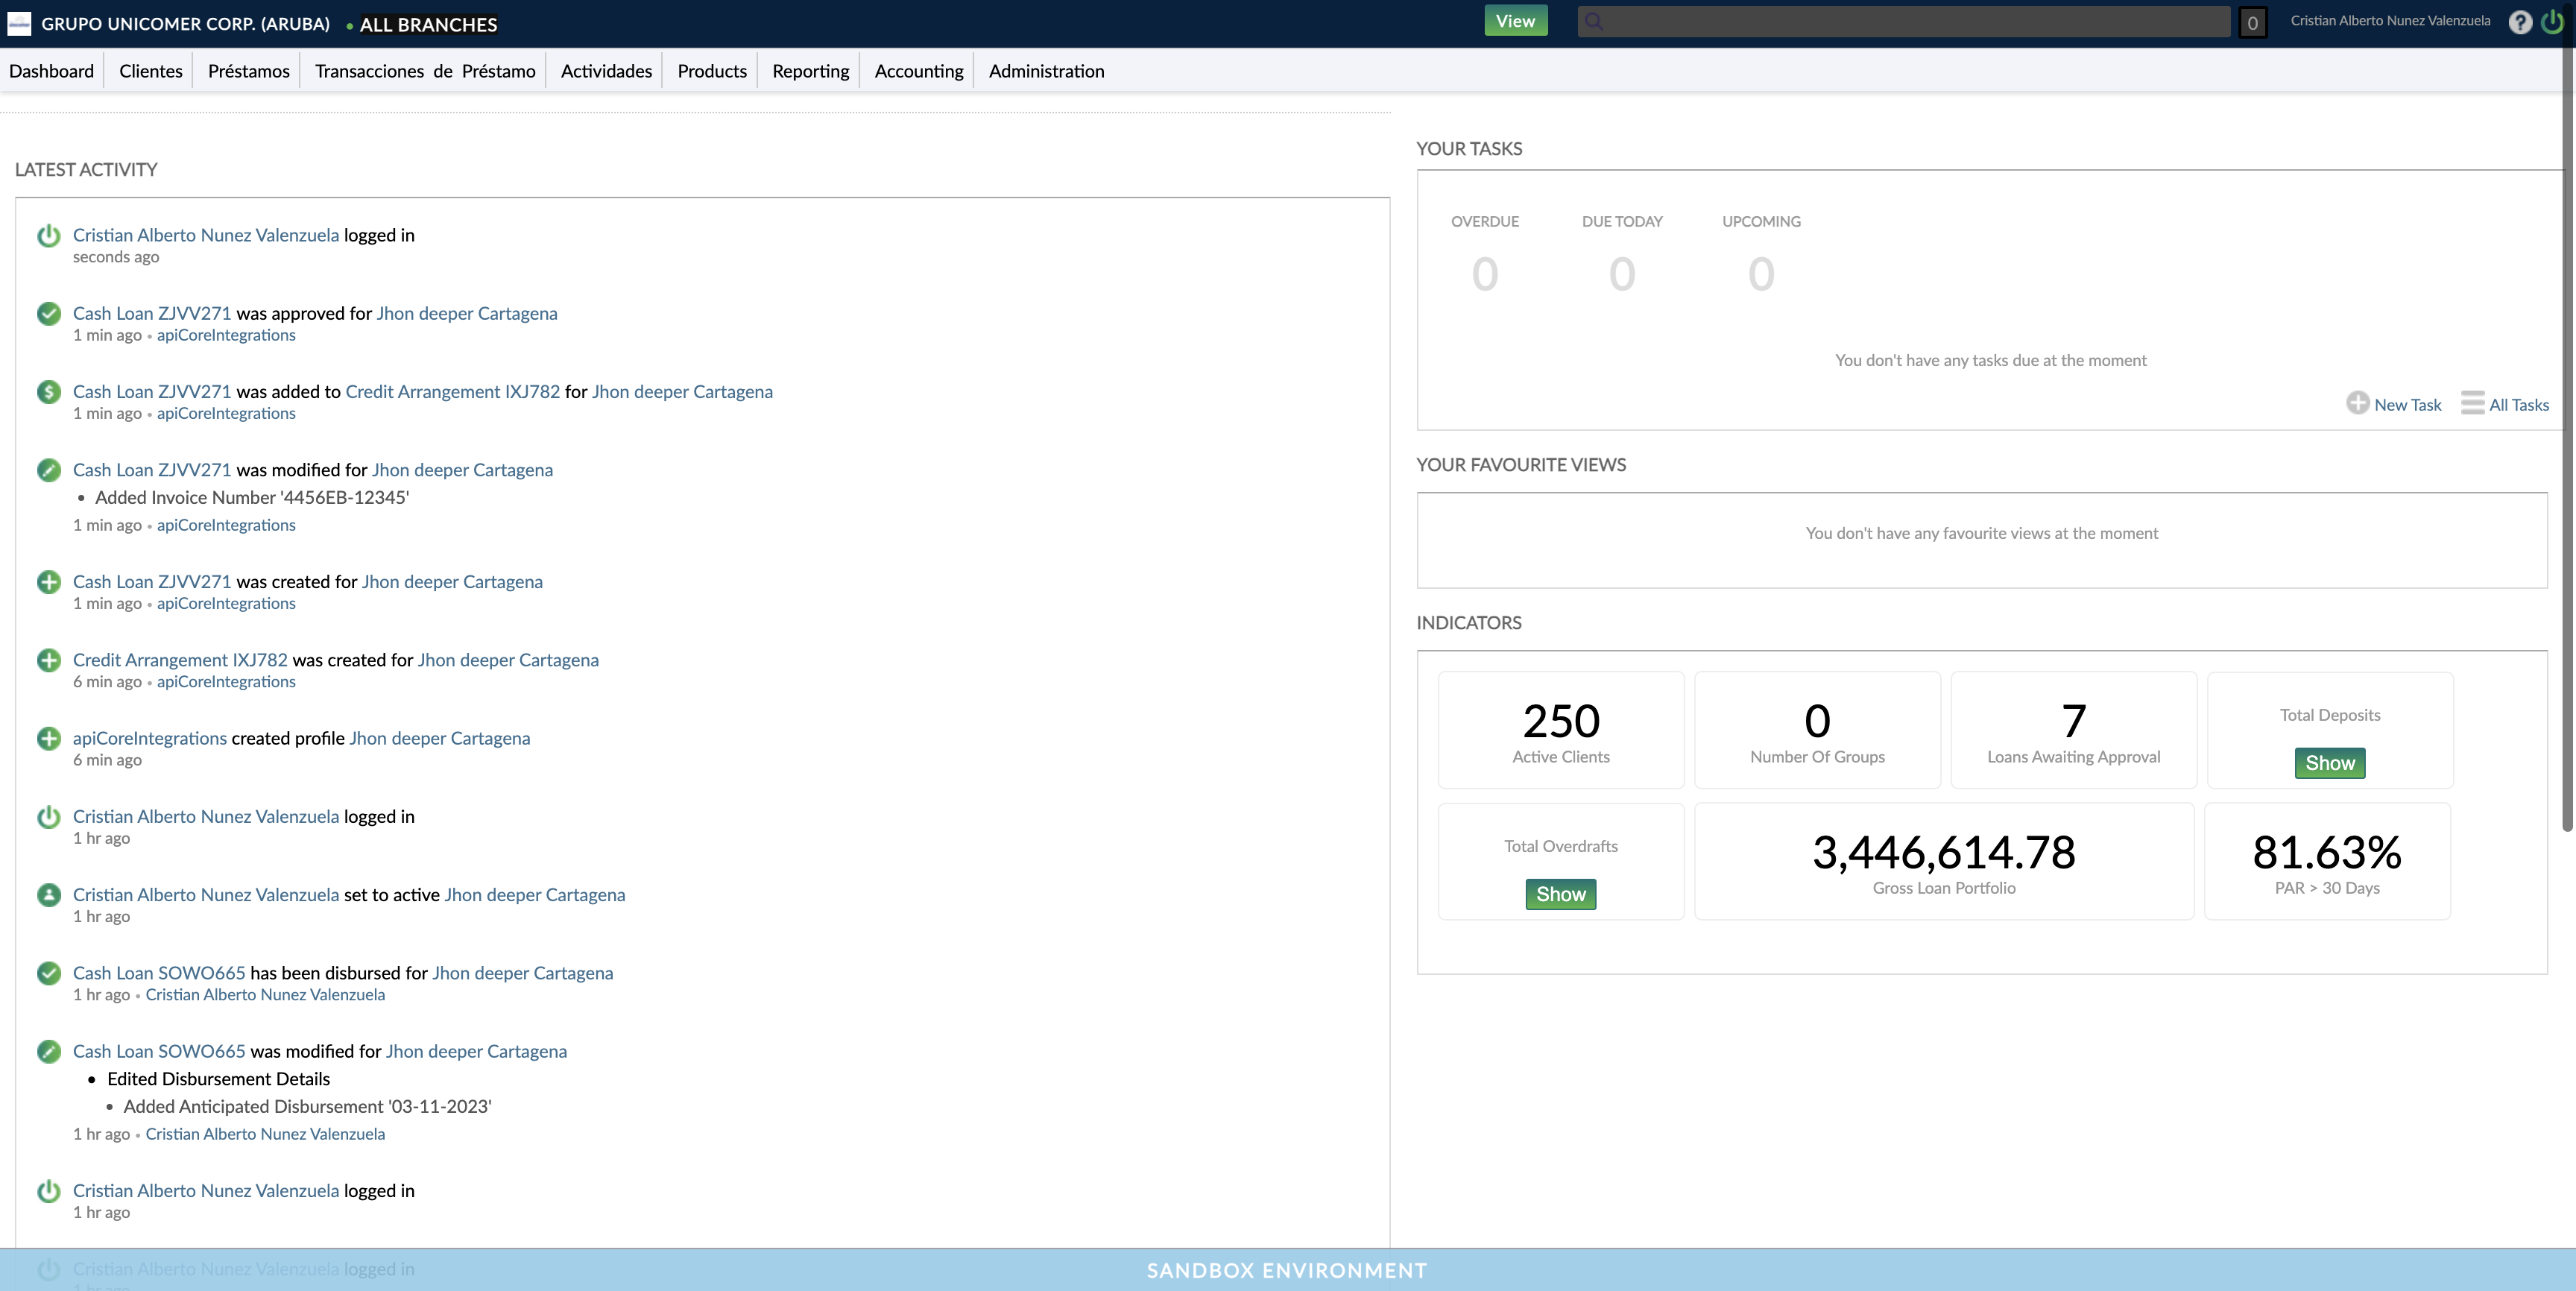 GRUPO UNICOMER CORP. (ARUBA) • ALL BRANCHES
View
0
Cristian Alberto Nunez Valenzuela
?
Dashboard Clientes Préstamos Transacciones de Préstamo Actividades Products Reporting Accounting Administration
LATEST ACTIVITY
Cristian Alberto Nunez Valenzuela logged in
seconds ago
Cash Loan ZJVV271 was approved for Jhon deeper Cartagena
1 min ago • apiCoreIntegrations
Cash Loan ZJVV271 was added to Credit Arrangement IXJ782 for Jhon deeper Cartagena
1 min ago • apiCoreIntegrations
Cash Loan ZJVV271 was modified for Jhon deeper Cartagena
• Added Invoice Number '4456EB-12345'
1 min ago • apiCoreIntegrations
Cash Loan ZJVV271 was created for Jhon deeper Cartagena
1 min ago • apiCoreIntegrations
Credit Arrangement IXJ782 was created for Jhon deeper Cartagena
6 min ago • apiCoreIntegrations
apiCoreIntegrations created profile Jhon deeper Cartagena
6 min ago
Cristian Alberto Nunez Valenzuela logged in
1 hr ago
Cristian Alberto Nunez Valenzuela set to active Jhon deeper Cartagena
1 hr ago
Cash Loan SOWO665 has been disbursed for Jhon deeper Cartagena
1 hr ago • Cristian Alberto Nunez Valenzuela
Cash Loan SOWO665 was modified for Jhon deeper Cartagena
• Edited Disbursement Details
• Added Anticipated Disbursement '03-11-2023'
1 hr ago • Cristian Alberto Nunez Valenzuela
Cristian Alberto Nunez Valenzuela logged in
1 hr ago
Cristian Alberto Nunez Valenzuela logged in
1 hr ago
YOUR TASKS
OVERDUE DUE TODAY UPCOMING
0 0 0
You don't have any tasks due at the moment
New Task All Tasks
YOUR FAVOURITE VIEWS
You don't have any favourite views at the moment
INDICATORS
250
Active Clients
0
Number Of Groups
7
Loans Awaiting Approval
Total Deposits
Show
Total Overdrafts
Show
3,446,614.78
Gross Loan Portfolio
81.63%
PAR > 30 Days
SANDBOX ENVIRONMENT